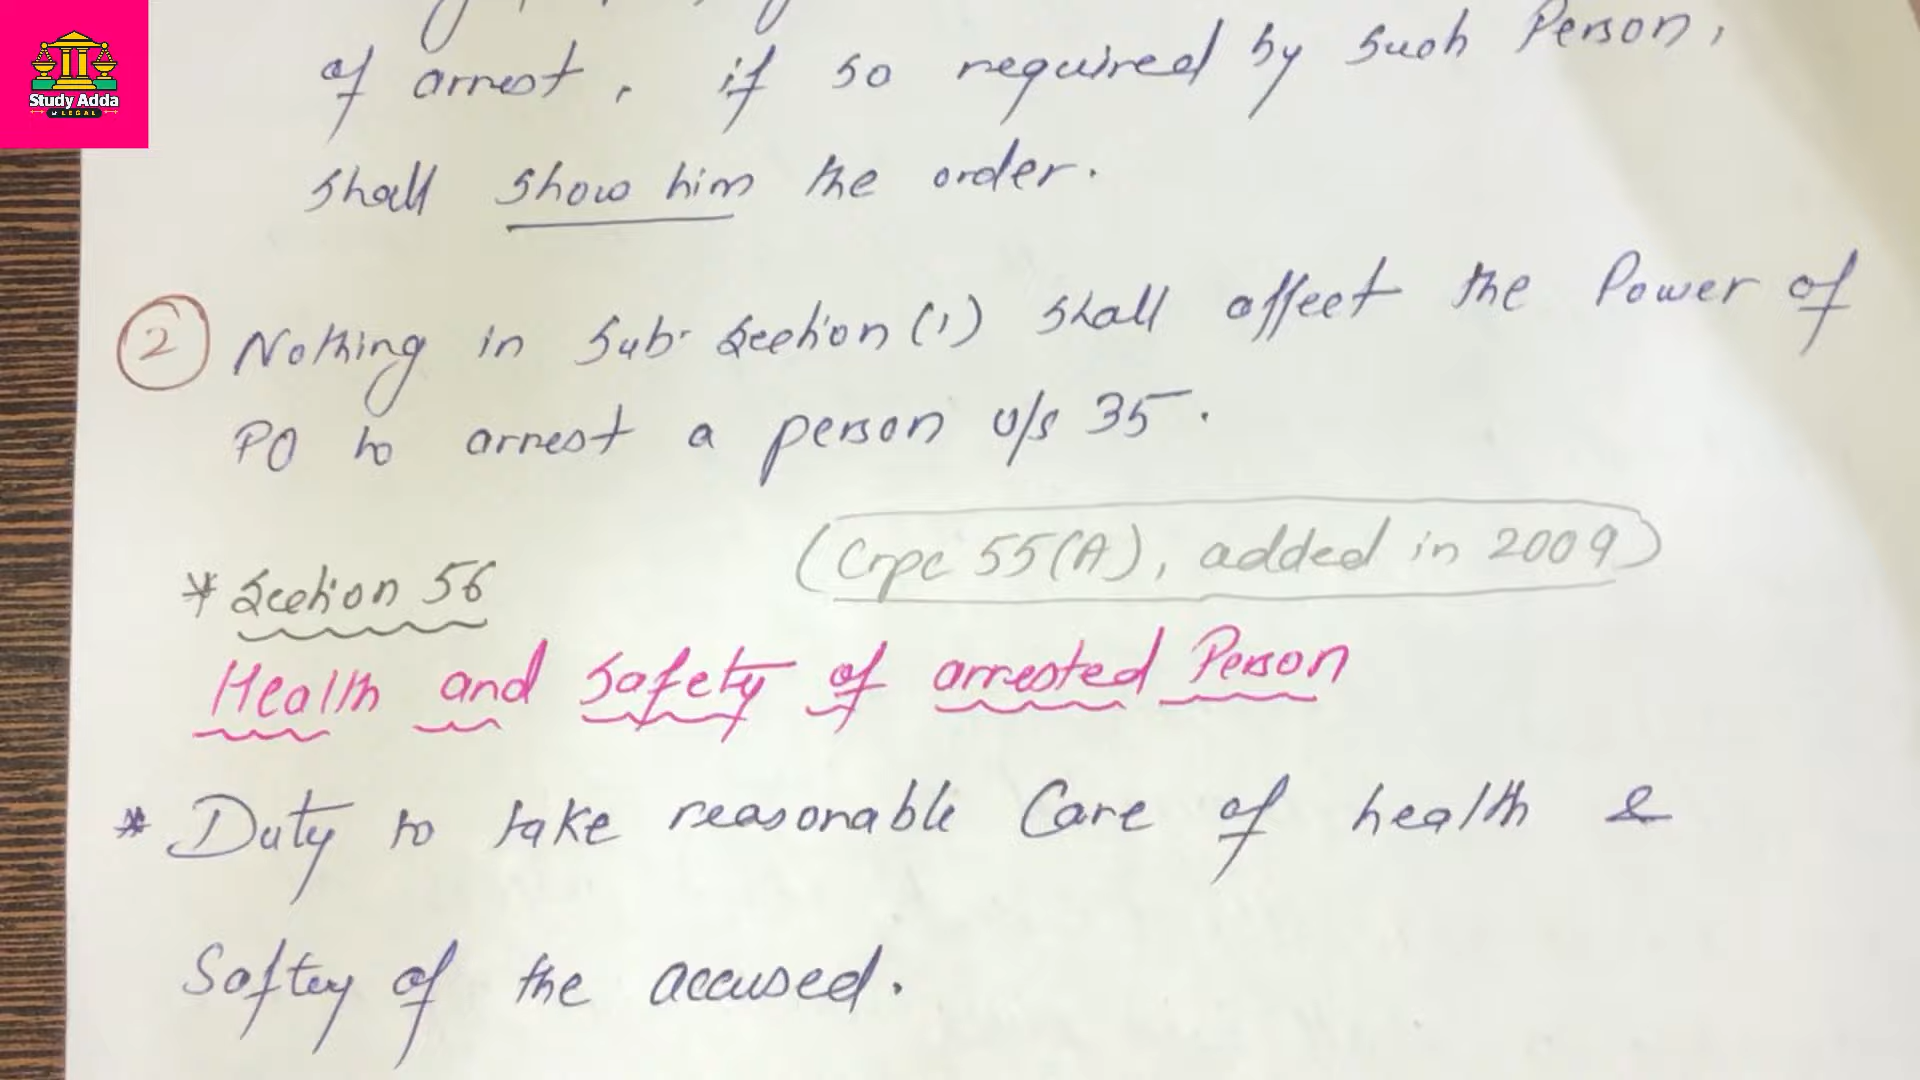 Study Adda
LEGAL
of arrest, if so required by such Person,
shall show him the order.
2 Nothing in Sub-Section (1) shall affect the Power of
PO to arrest a person u/s 35.
(Crpc 55(A), added in 2009)
* Section 56
Health and Safety of arrested Person
* Duty to take reasonable Care of health &
Saftey of the accused.